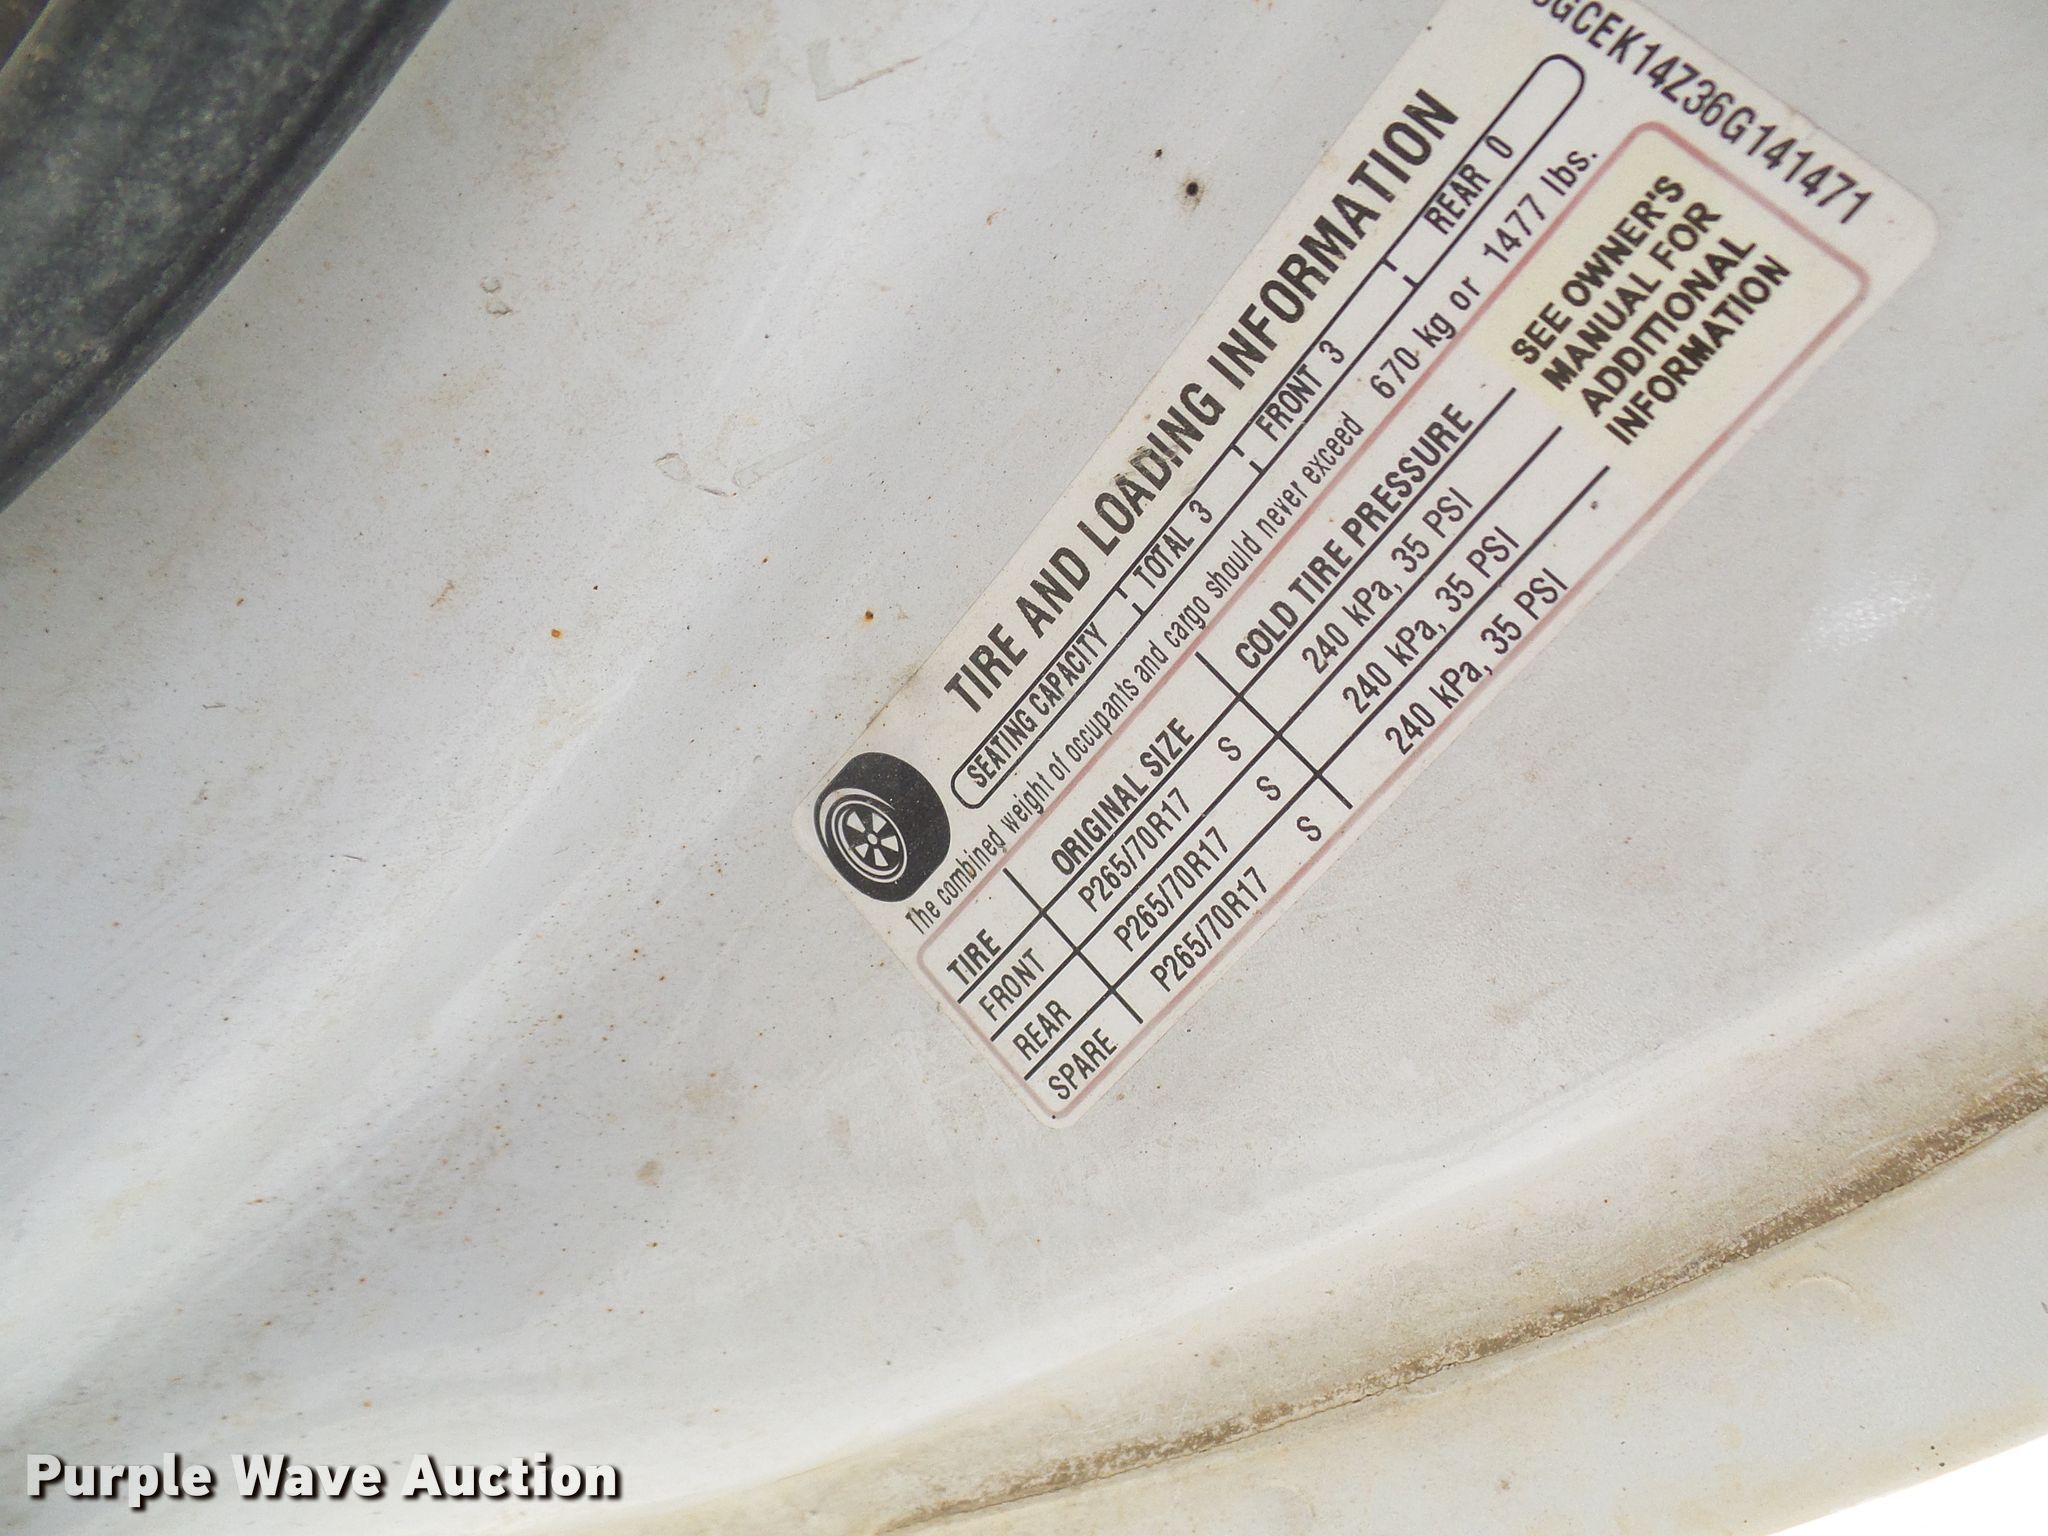 GCEK14Z36G141471
TIRE AND LOADING INFORMATION
SEATING CAPACITY TOTAL 3 FRONT 3 REAR 0
The combined weight of occupants and cargo should never exceed 670 kg or 1477 lbs.
TIRE ORIGINAL SIZE COLD TIRE PRESSURE
FRONT P265/70R17 S 240 kPa, 35 PSI
REAR P265/70R17 S 240 kPa, 35 PSI
SPARE P265/70R17 S 240 kPa, 35 PSI
SEE OWNER'S
MANUAL FOR
ADDITIONAL
INFORMATION
Purple Wave Auction